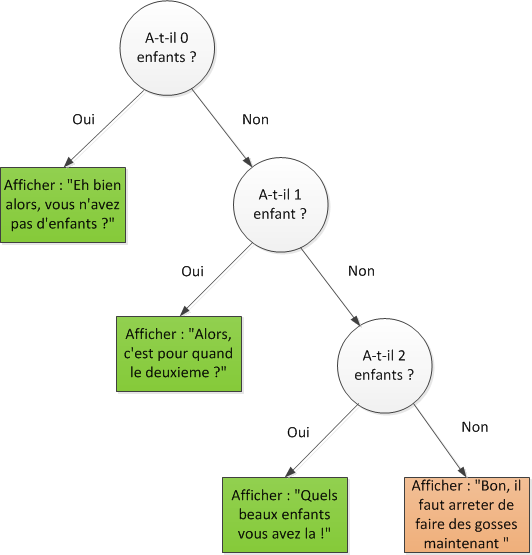 A-t-il 0
enfants ?
Oui
Non
Afficher : "Eh bien
alors, vous n'avez
pas d'enfants ?"
A-t-il 1
enfant ?
Oui
Non
Afficher : "Alors,
c'est pour quand
le deuxieme ?"
A-t-il 2
enfants ?
Oui
Non
Afficher : "Quels
beaux enfants
vous avez la !"
Afficher : "Bon, il
faut arreter de
faire des gosses
maintenant "